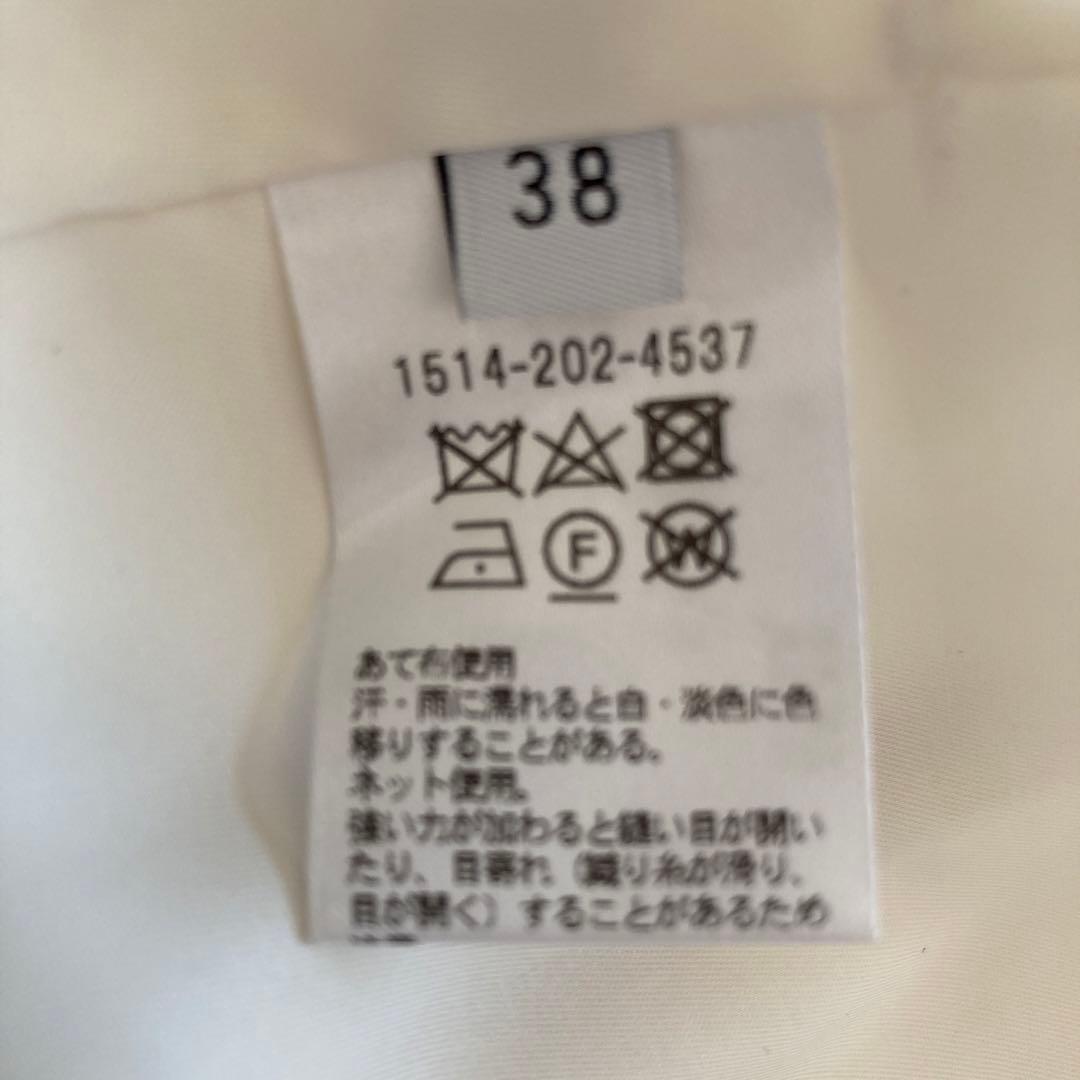 38
1514-202-4537
F
W
あて布使用
汗・雨に濡れると白・淡色に色
移りすることがある。
ネット使用。
強い力が加わると縫い目が開い
たり、目寄れ（織り糸が滑り、
目が開く）することがあるため